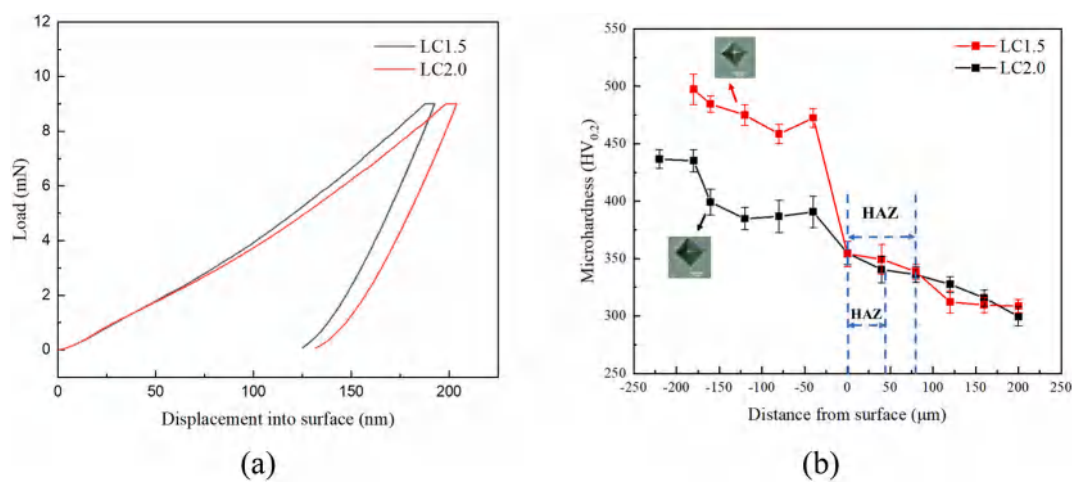 12
10
8
6
4
2
0
Load (mN)
LC1.5
LC2.0
0
50
100
150
200
Displacement into surface (nm)
(a)
550
500
450
400
350
300
250
Microhardness (HV0.2)
LC1.5
LC2.0
HAZ
HAZ
-250
-200
-150
-100
-50
0
50
100
150
200
250
Distance from surface (μm)
(b)